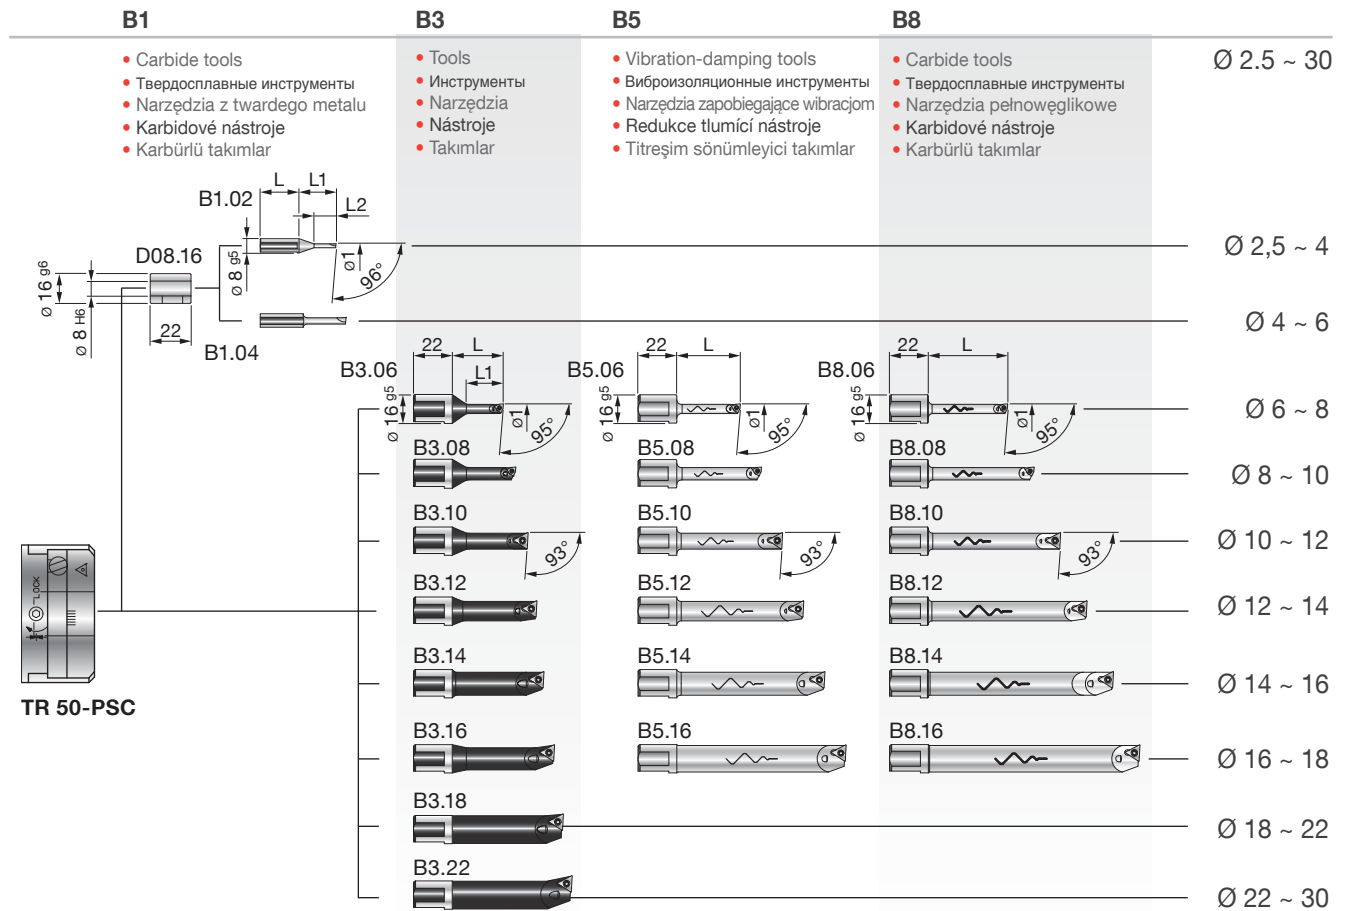 B1 B3 B5 B8
• Carbide tools
• Твердосплавные инструменты
• Narzędzia z twardego metalu
• Karbidové nástroje
• Karbürlü takımlar
• Tools
• Инструменты
• Narzędzia
• Nástroje
• Takımlar
• Vibration-damping tools
• Виброизоляционные инструменты
• Narzędzia zapobiegające wibracjom
• Redukce tlumící nástroje
• Titreşim sönümleyici takımlar
• Carbide tools
• Твердосплавные инструменты
• Narzędzia pełnowęglikowe
• Karbidové nástroje
• Karbürlü takımlar
Ø 2.5 ~ 30
B1.02
L L1
L2
Ø 8 g5
Ø1
96°
Ø 2,5 ~ 4
D08.16
Ø 16 g6
Ø 8 H6
22
B1.04
Ø 4 ~ 6
B3.06
22 L
L1
Ø 16 g5
Ø1
95°
B5.06
22 L
Ø 16 g5
Ø1
95°
B8.06
22 L
Ø 16 g5
Ø1
95°
Ø 6 ~ 8
B3.08 B5.08 B8.08
Ø 8 ~ 10
B3.10 B5.10 B8.10
93° 93° 93°
Ø 10 ~ 12
B3.12 B5.12 B8.12
Ø 12 ~ 14
LOCK
TR 50-PSC
B3.14 B5.14 B8.14
Ø 14 ~ 16
B3.16 B5.16 B8.16
Ø 16 ~ 18
B3.18
Ø 18 ~ 22
B3.22
Ø 22 ~ 30